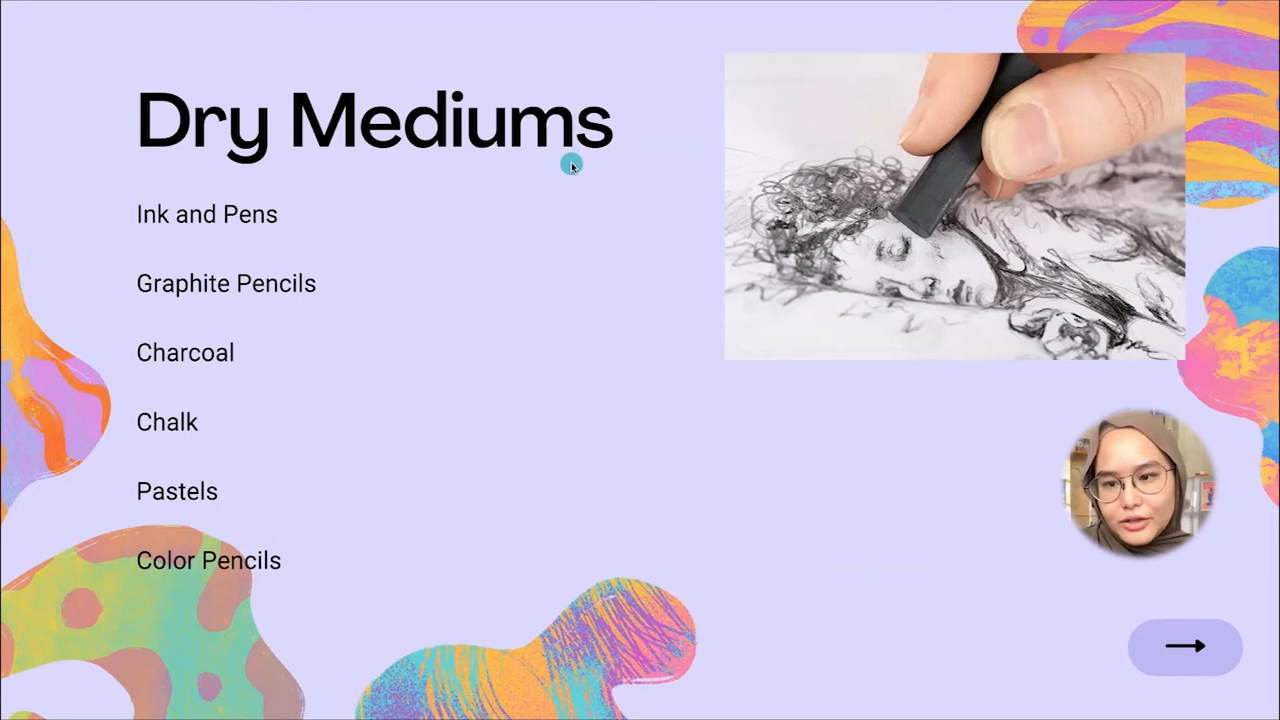 Dry Mediums
Ink and Pens
Graphite Pencils
Charcoal
Chalk
Pastels
Color Pencils